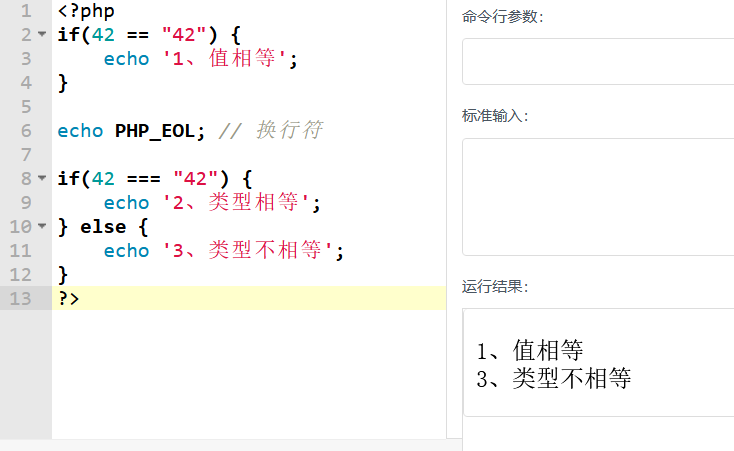 1 <?php
2 if(42 == "42") {
3     echo '1、值相等';
4 }
5
6 echo PHP_EOL; // 换行符
7
8 if(42 === "42") {
9     echo '2、类型相等';
10 } else {
11     echo '3、类型不相等';
12 }
13 ?>
命令行参数：
标准输入：
运行结果：
1、值相等
3、类型不相等